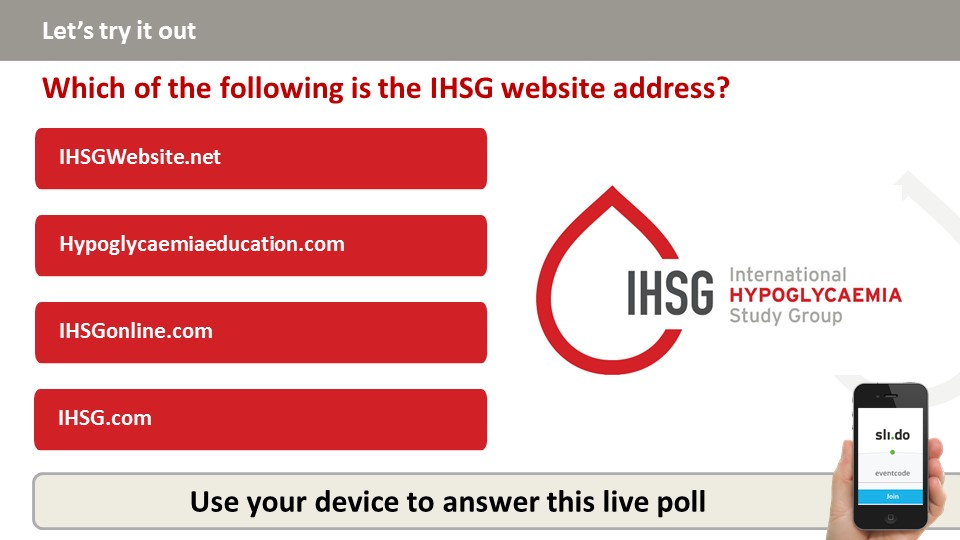 Let's try it out
Which of the following is the IHSG website address?
IHSGWebsite.net
Hypoglycaemiaeducation.com
IHSGonline.com
IHSG.com
IHSG
International
HYPOGLYCAEMIA
Study Group
sli.do
eventcode
Join
Use your device to answer this live poll